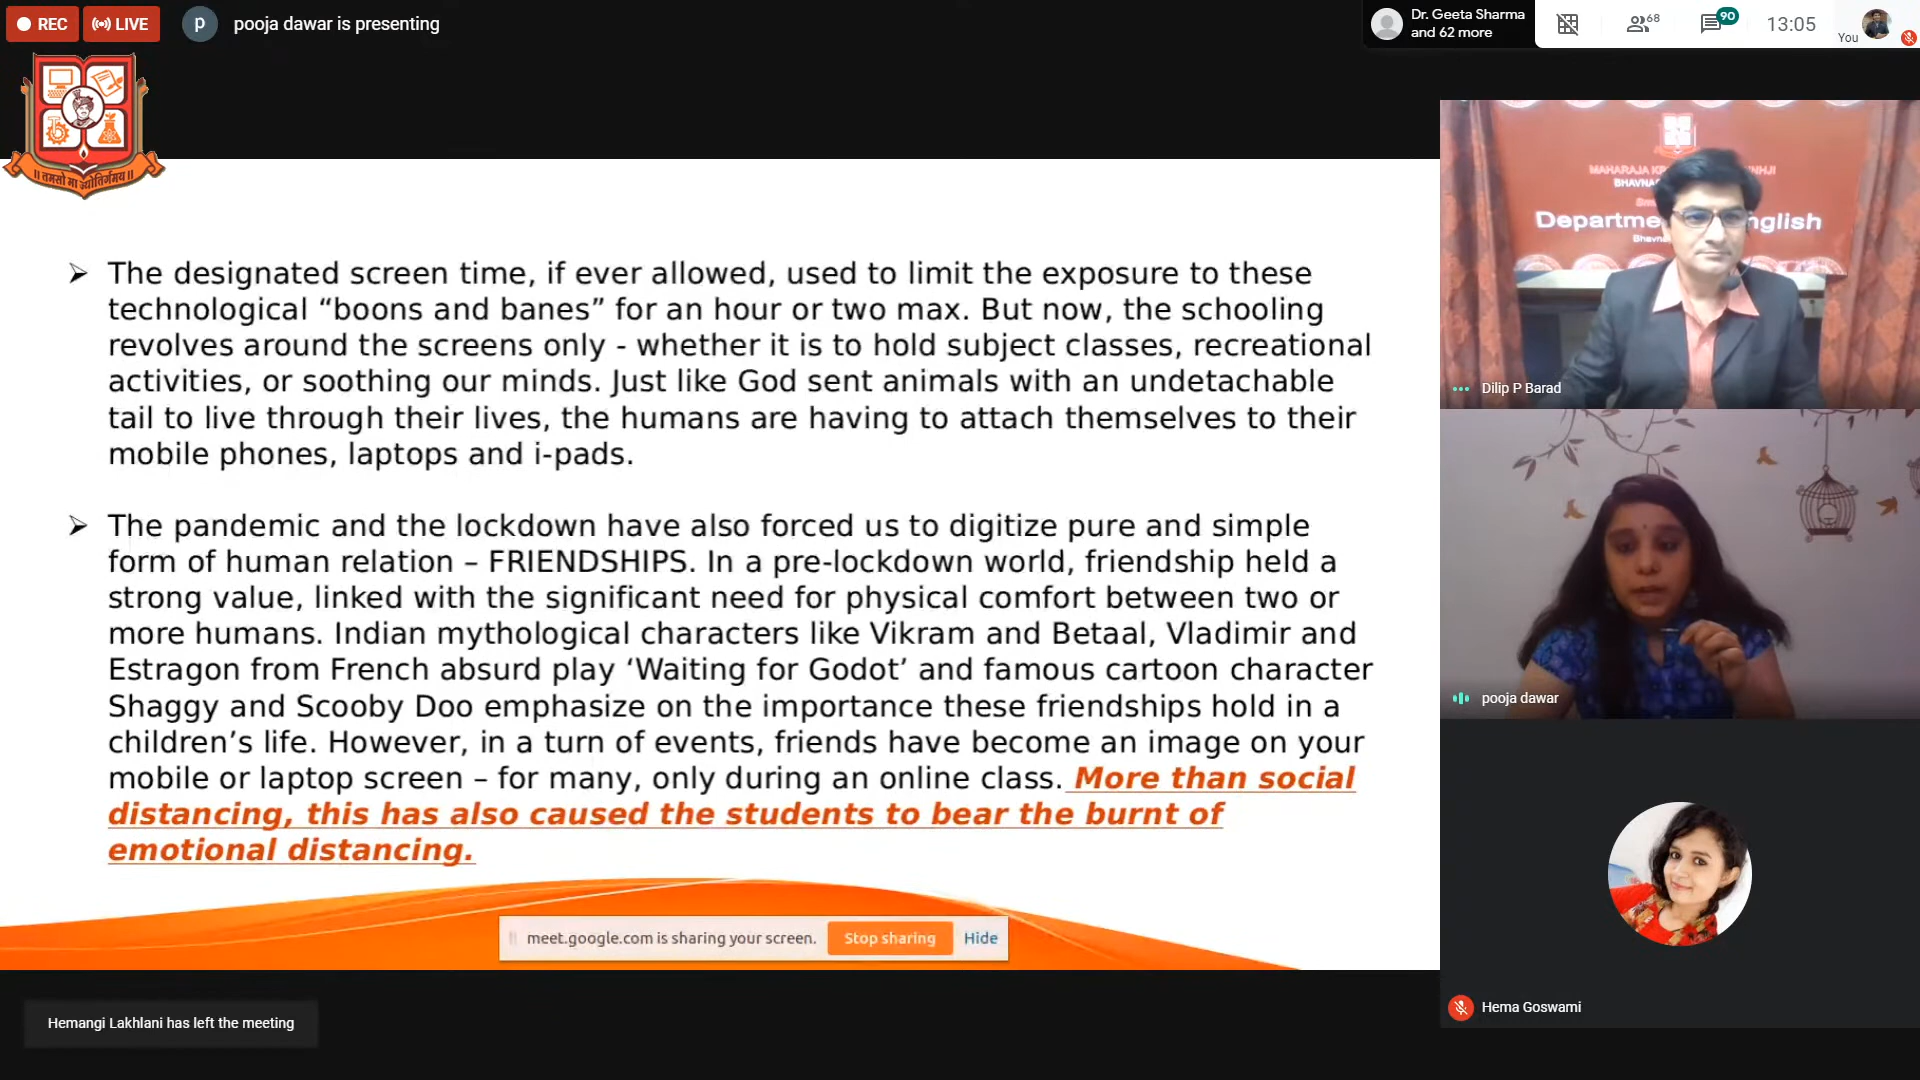 REC
LIVE
p
pooja dawar is presenting
Dr. Geeta Sharma
and 62 more
68
90
13:05
You
|| तमसो मा ज्योतिर्गमय ||
MAHARAJA
BHAVNA
Departme nglish
Dilip P Barad
➢ The designated screen time, if ever allowed, used to limit the exposure to these
technological “boons and banes” for an hour or two max. But now, the schooling
revolves around the screens only - whether it is to hold subject classes, recreational
activities, or soothing our minds. Just like God sent animals with an undetachable
tail to live through their lives, the humans are having to attach themselves to their
mobile phones, laptops and i-pads.
➢ The pandemic and the lockdown have also forced us to digitize pure and simple
form of human relation – FRIENDSHIPS. In a pre-lockdown world, friendship held a
strong value, linked with the significant need for physical comfort between two or
more humans. Indian mythological characters like Vikram and Betaal, Vladimir and
Estragon from French absurd play ‘Waiting for Godot’ and famous cartoon character
Shaggy and Scooby Doo emphasize on the importance these friendships hold in a
children’s life. However, in a turn of events, friends have become an image on your
mobile or laptop screen – for many, only during an online class. More than social
distancing, this has also caused the students to bear the burnt of
emotional distancing.
pooja dawar
meet.google.com is sharing your screen.
Stop sharing
Hide
Hema Goswami
Hemangi Lakhlani has left the meeting